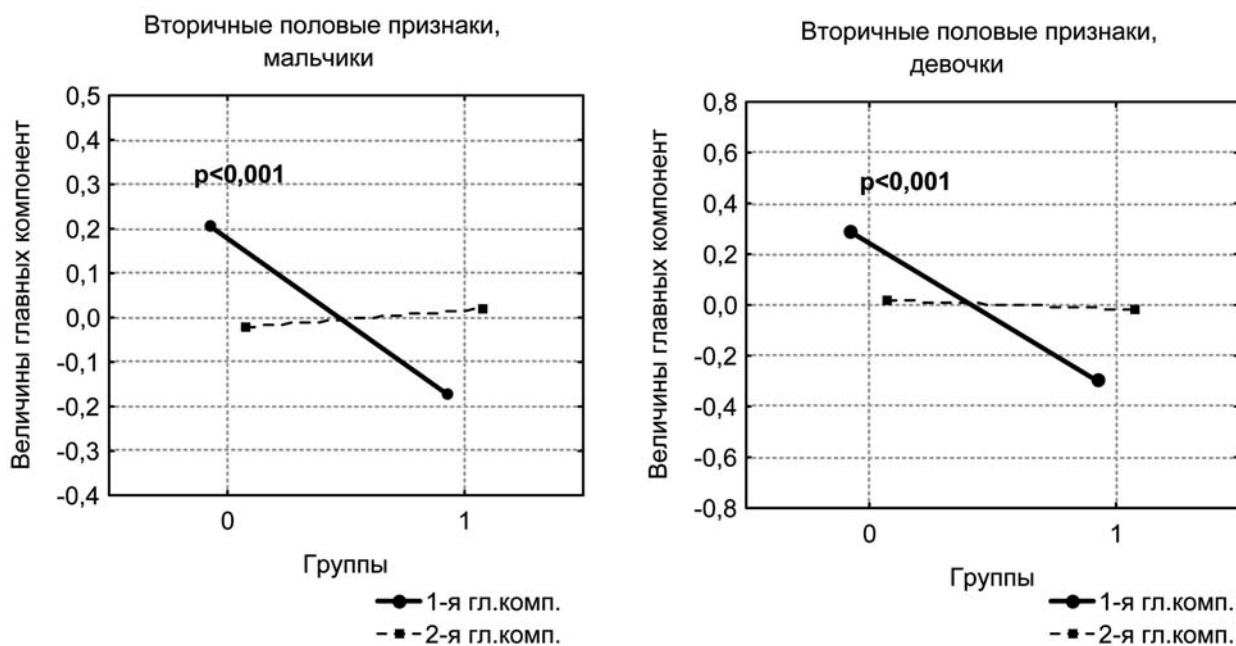 Вторичные половые признаки,
мальчики
Величины главных компонент
0,5
0,4
0,3
0,2
0,1
0,0
-0,1
-0,2
-0,3
-0,4
p<0,001
0
1
Группы
1-я гл.комп.
2-я гл.комп.
Вторичные половые признаки,
девочки
Величины главных компонент
0,8
0,6
0,4
0,2
0,0
-0,2
-0,4
-0,6
-0,8
p<0,001
0
1
Группы
1-я гл.комп.
2-я гл.комп.